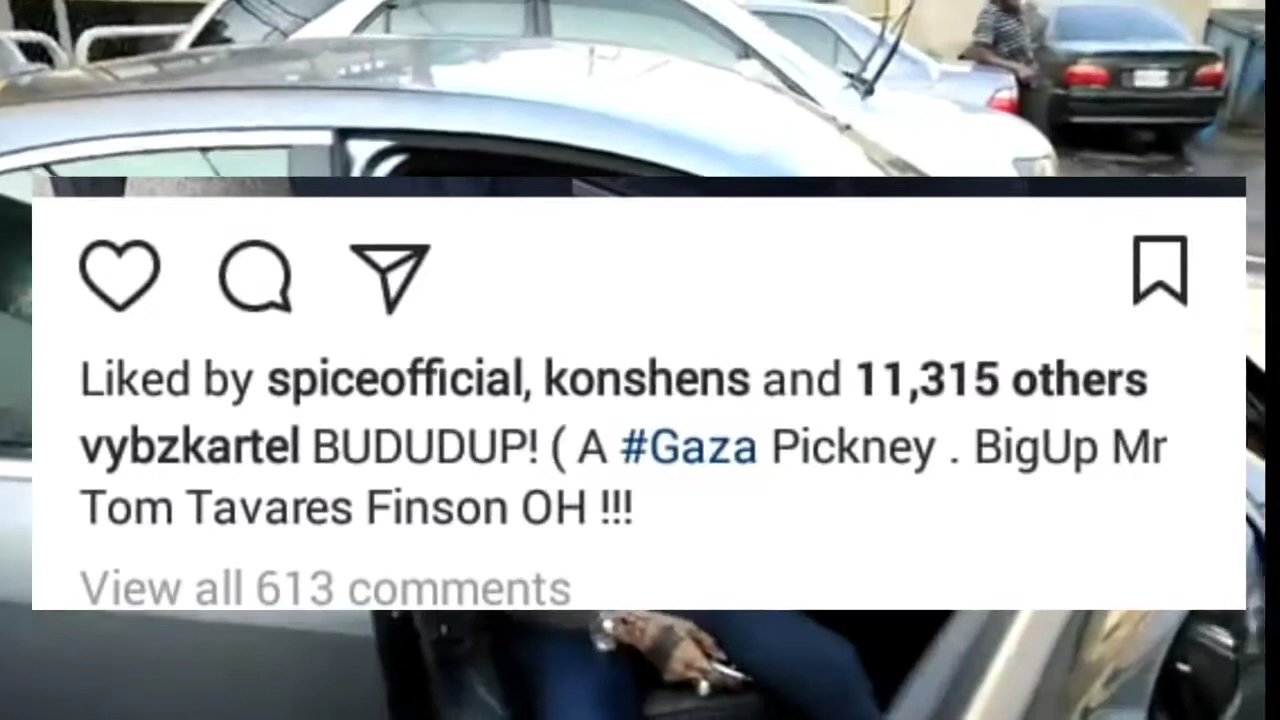 Liked by spiceofficial, konshens and 11,315 others
vybzkartel BUDUDUP! ( A #Gaza Pickney . BigUp Mr
Tom Tavares Finson OH !!!
View all 613 comments